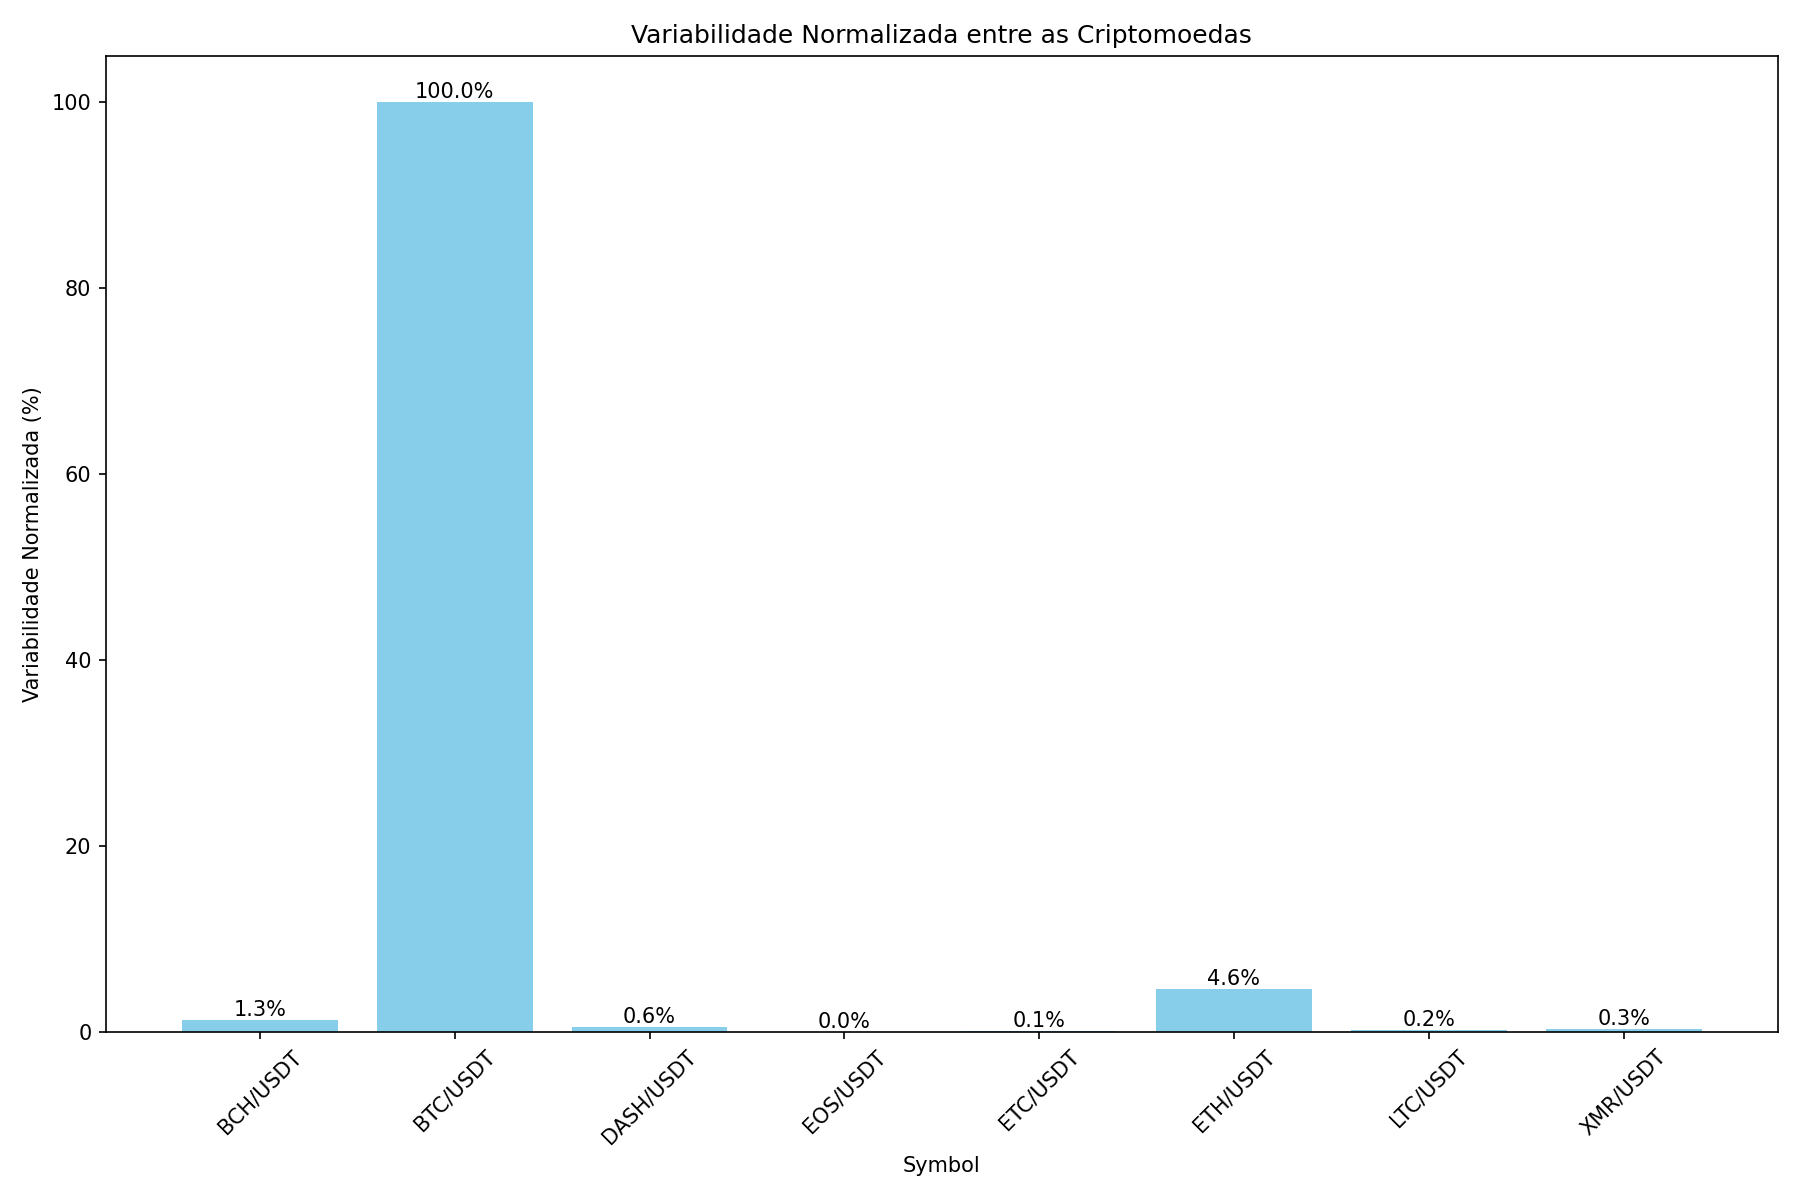 Variabilidade Normalizada entre as Criptomoedas
Variabilidade Normalizada (%)
100
80
60
40
20
0
1.3%
100.0%
0.6%
0.0%
0.1%
4.6%
0.2%
0.3%
BCH/USDT
BTC/USDT
DASH/USDT
EOS/USDT
ETC/USDT
ETH/USDT
LTC/USDT
XMR/USDT
Symbol